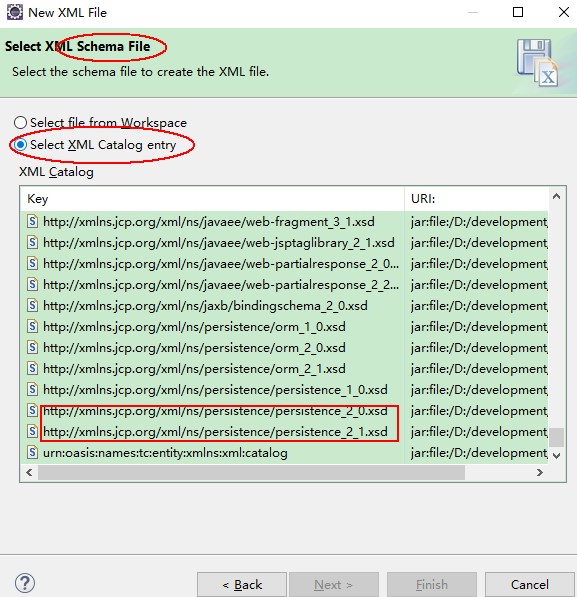 New XML File
Select XML Schema File
Select the schema file to create the XML file.
Select file from Workspace
Select XML Catalog entry
XML Catalog
Key URI:
http://xmlns.jcp.org/xml/ns/javaee/web-fragment_3_1.xsd jar:file:/D:/development,
http://xmlns.jcp.org/xml/ns/javaee/web-jsptaglibrary_2_1.xsd jar:file:/D:/development,
http://xmlns.jcp.org/xml/ns/javaee/web-partialresponse_2_0... jar:file:/D:/development,
http://xmlns.jcp.org/xml/ns/javaee/web-partialresponse_2_2... jar:file:/D:/development,
http://xmlns.jcp.org/xml/ns/jaxb/bindingschema_2_0.xsd jar:file:/D:/development,
http://xmlns.jcp.org/xml/ns/persistence/orm_1_0.xsd jar:file:/D:/development,
http://xmlns.jcp.org/xml/ns/persistence/orm_2_0.xsd jar:file:/D:/development,
http://xmlns.jcp.org/xml/ns/persistence/orm_2_1.xsd jar:file:/D:/development,
http://xmlns.jcp.org/xml/ns/persistence/persistence_1_0.xsd jar:file:/D:/development,
http://xmlns.jcp.org/xml/ns/persistence/persistence_2_0.xsd jar:file:/D:/development,
http://xmlns.jcp.org/xml/ns/persistence/persistence_2_1.xsd jar:file:/D:/development,
urn:oasis:names:tc:entity:xmlns:xml:catalog jar:file:/D:/development,
< Back Next > Finish Cancel